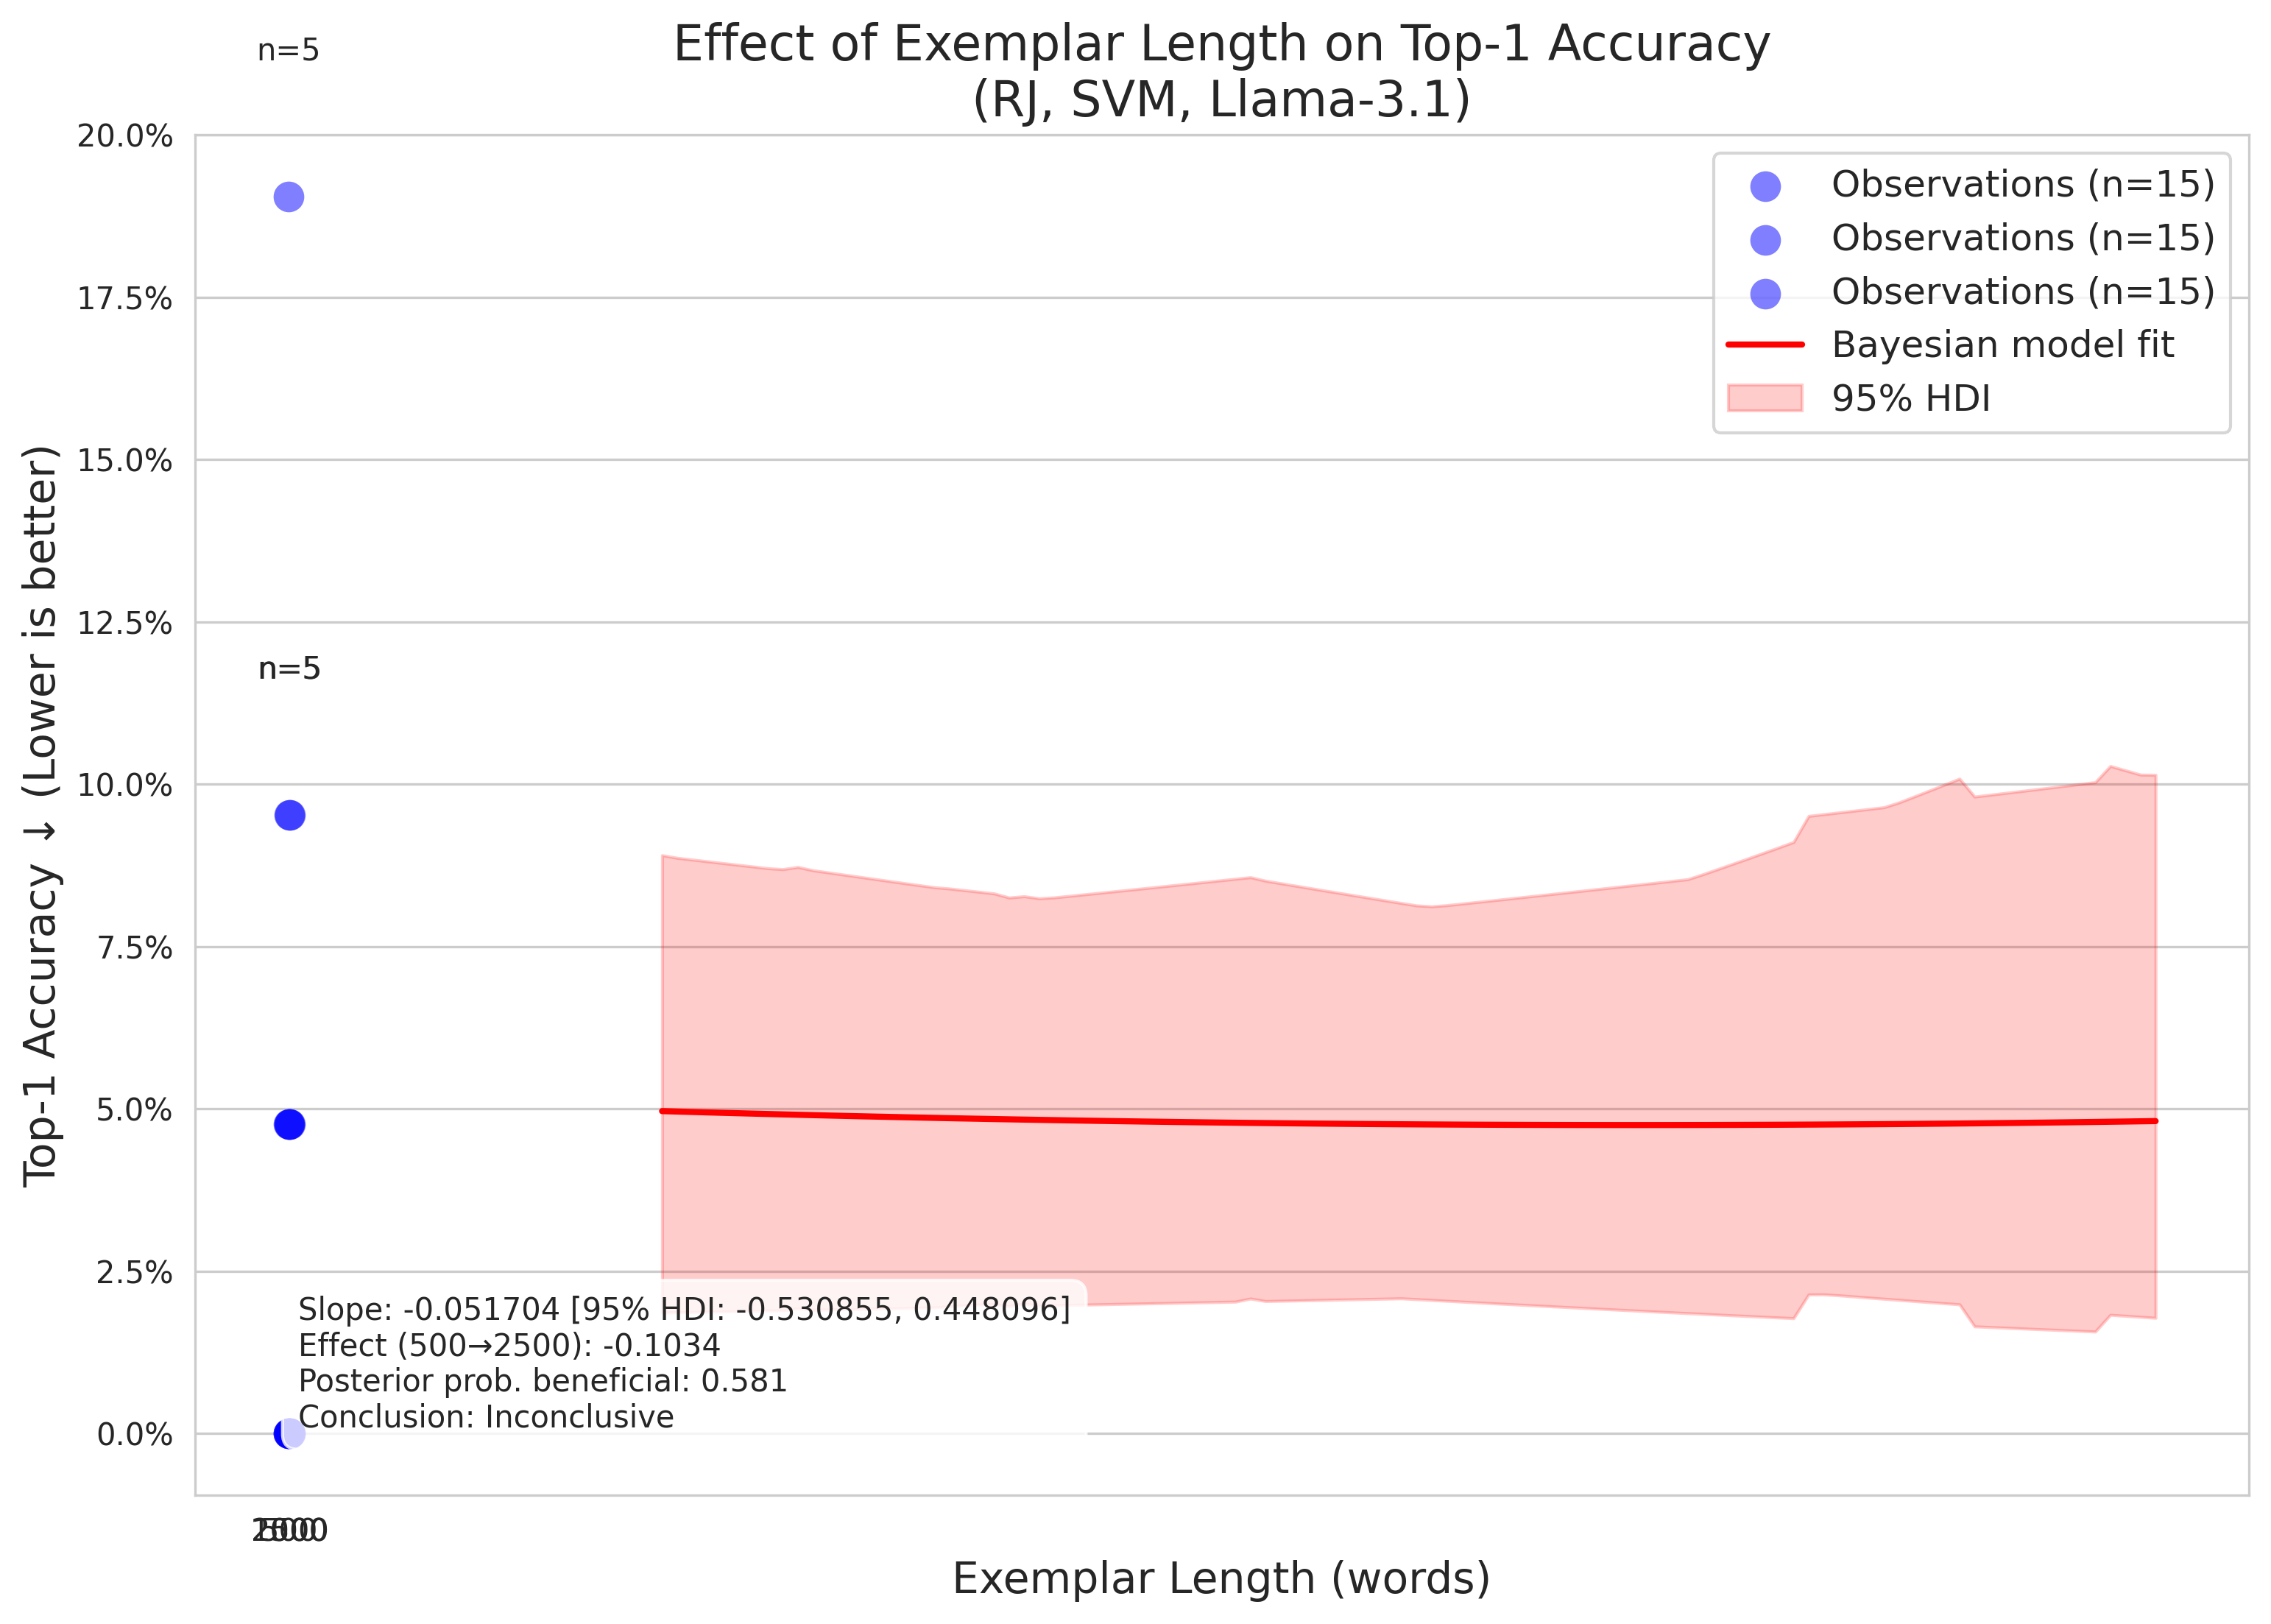 n=5
Effect of Exemplar Length on Top-1 Accuracy
(RJ, SVM, Llama-3.1)
20.0%
17.5%
15.0%
12.5%
10.0%
7.5%
5.0%
2.5%
0.0%
Top-1 Accuracy ↓ (Lower is better)
Observations (n=15)
Observations (n=15)
Observations (n=15)
Bayesian model fit
95% HDI
n=5
Slope: -0.051704 [95% HDI: -0.530855, 0.448096]
Effect (500→2500): -0.1034
Posterior prob. beneficial: 0.581
Conclusion: Inconclusive
Exemplar Length (words)